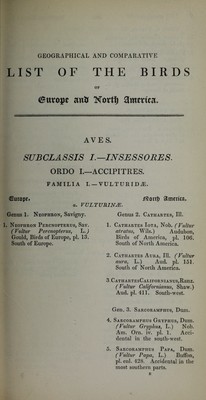 GEOGRAPHICAL AND COMPARATIVE
LIST OF THE BIRDS
OF
Europe and North America.
AVES.
SUBCLASSIS I.—INSESSORES.
ORDO I.—ACCIPITRES.
FAMILIA I.—VULTURIDÆ.
Europe.
North America.
a. VULTURINÆ.
Genus 1. NEOPHRON, Savigny.
1. NEOPHRON PERCNOPTERUS, Sav.
(Vultur Percnopterus, L.)
Gould, Birds of Europe, pl. 13.
South of Europe.
Genus 2. CATHARTES, Ill.
1. CATHARTES IOTA, Nob. (Vultur
atratus, Wils.) Audubon,
Birds of America, pl. 106.
South of North America.
2. CATHARTES AURA, Ill. (Vultur
aura, L.) Aud. pl. 151.
South of North America.
3 CATHARTES CALIFORNIANUS,
(Vultur Californianus, Shaw.)
Aud. pl. 411. South-west.
Gen. 3. SARCORAMPHUS, Dum.
4. SARCORAMPHUS GRYPHUS, Dum.
(Vultur Gryphus, L.) Nob.
Am. Orn. iv. pl. 1. Acci-
dental in the south-west.
5. SARCORAMPHUS PAPA, Dum.
(Vultur Papa, L.) Buffon,
pl. enl. 428. Accidental in the
most southern parts.